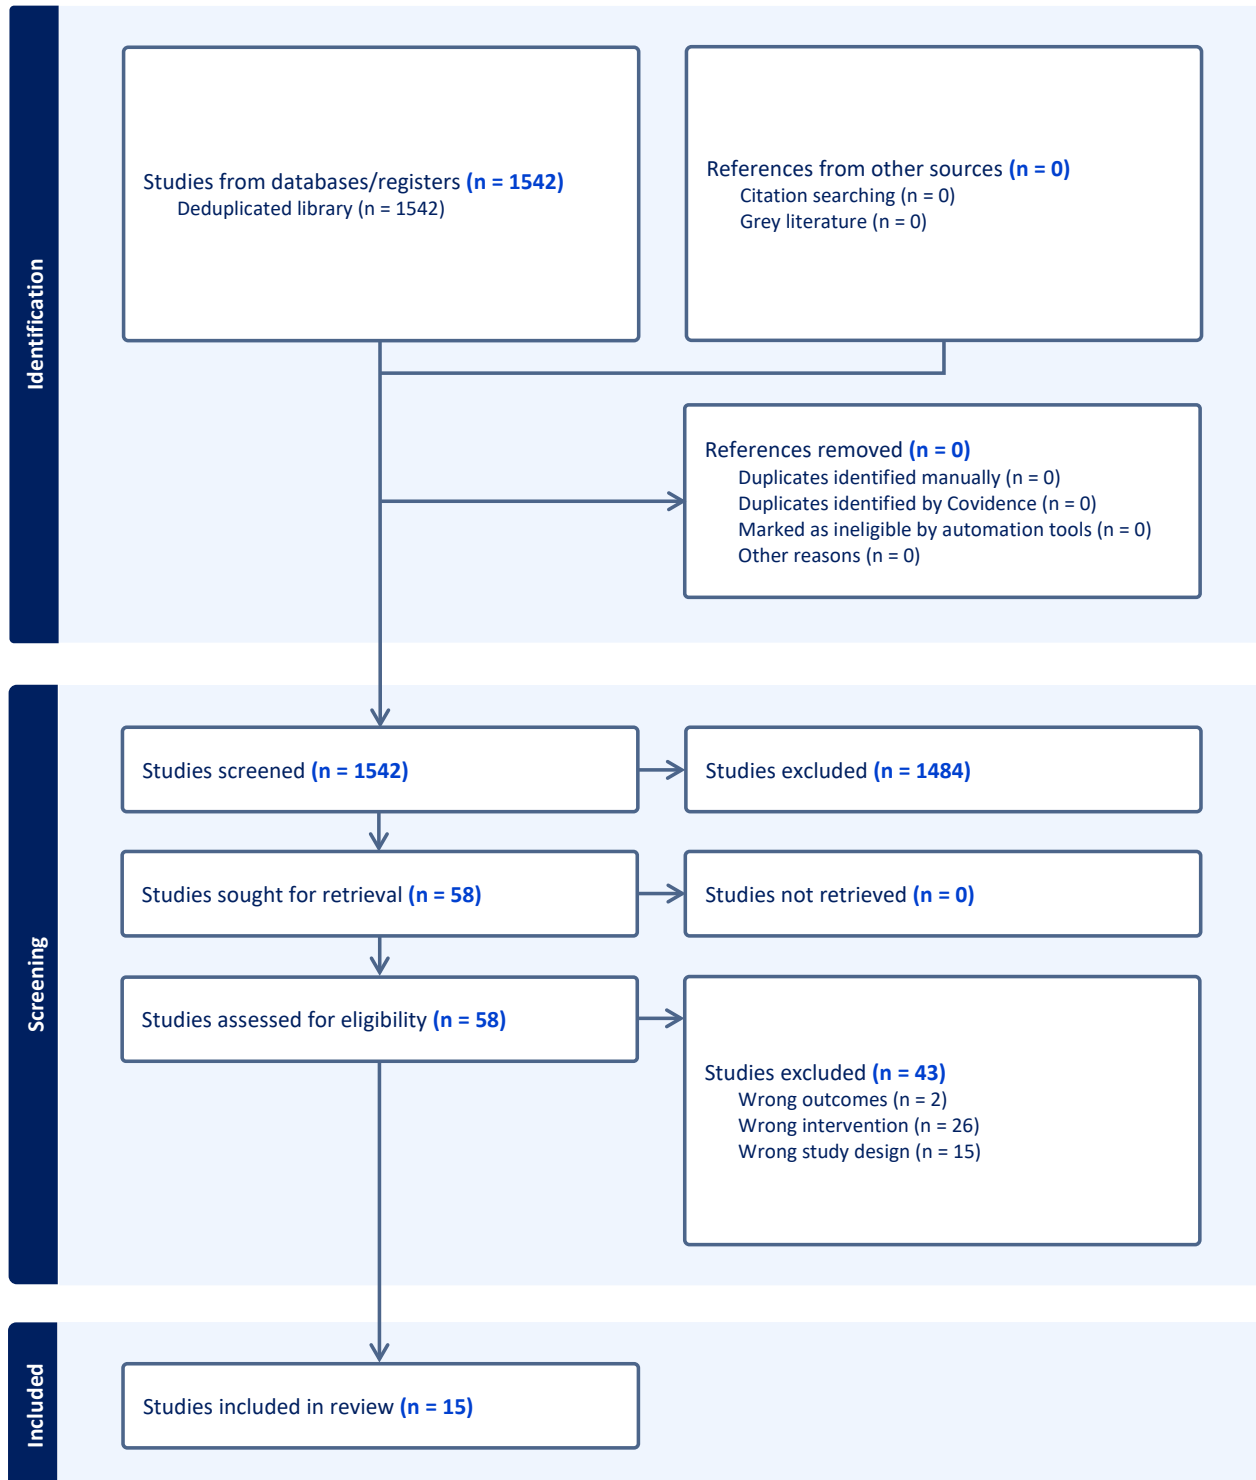 Identification
Studies from databases/registers (n = 1542)
Deduplicated library (n = 1542)
References from other sources (n = 0)
Citation searching (n = 0)
Grey literature (n = 0)
References removed (n = 0)
Duplicates identified manually (n = 0)
Duplicates identified by Covidence (n = 0)
Marked as ineligible by automation tools (n = 0)
Other reasons (n = 0)
Screening
Studies screened (n = 1542)
Studies excluded (n = 1484)
Studies sought for retrieval (n = 58)
Studies not retrieved (n = 0)
Studies assessed for eligibility (n = 58)
Studies excluded (n = 43)
Wrong outcomes (n = 2)
Wrong intervention (n = 26)
Wrong study design (n = 15)
Included
Studies included in review (n = 15)